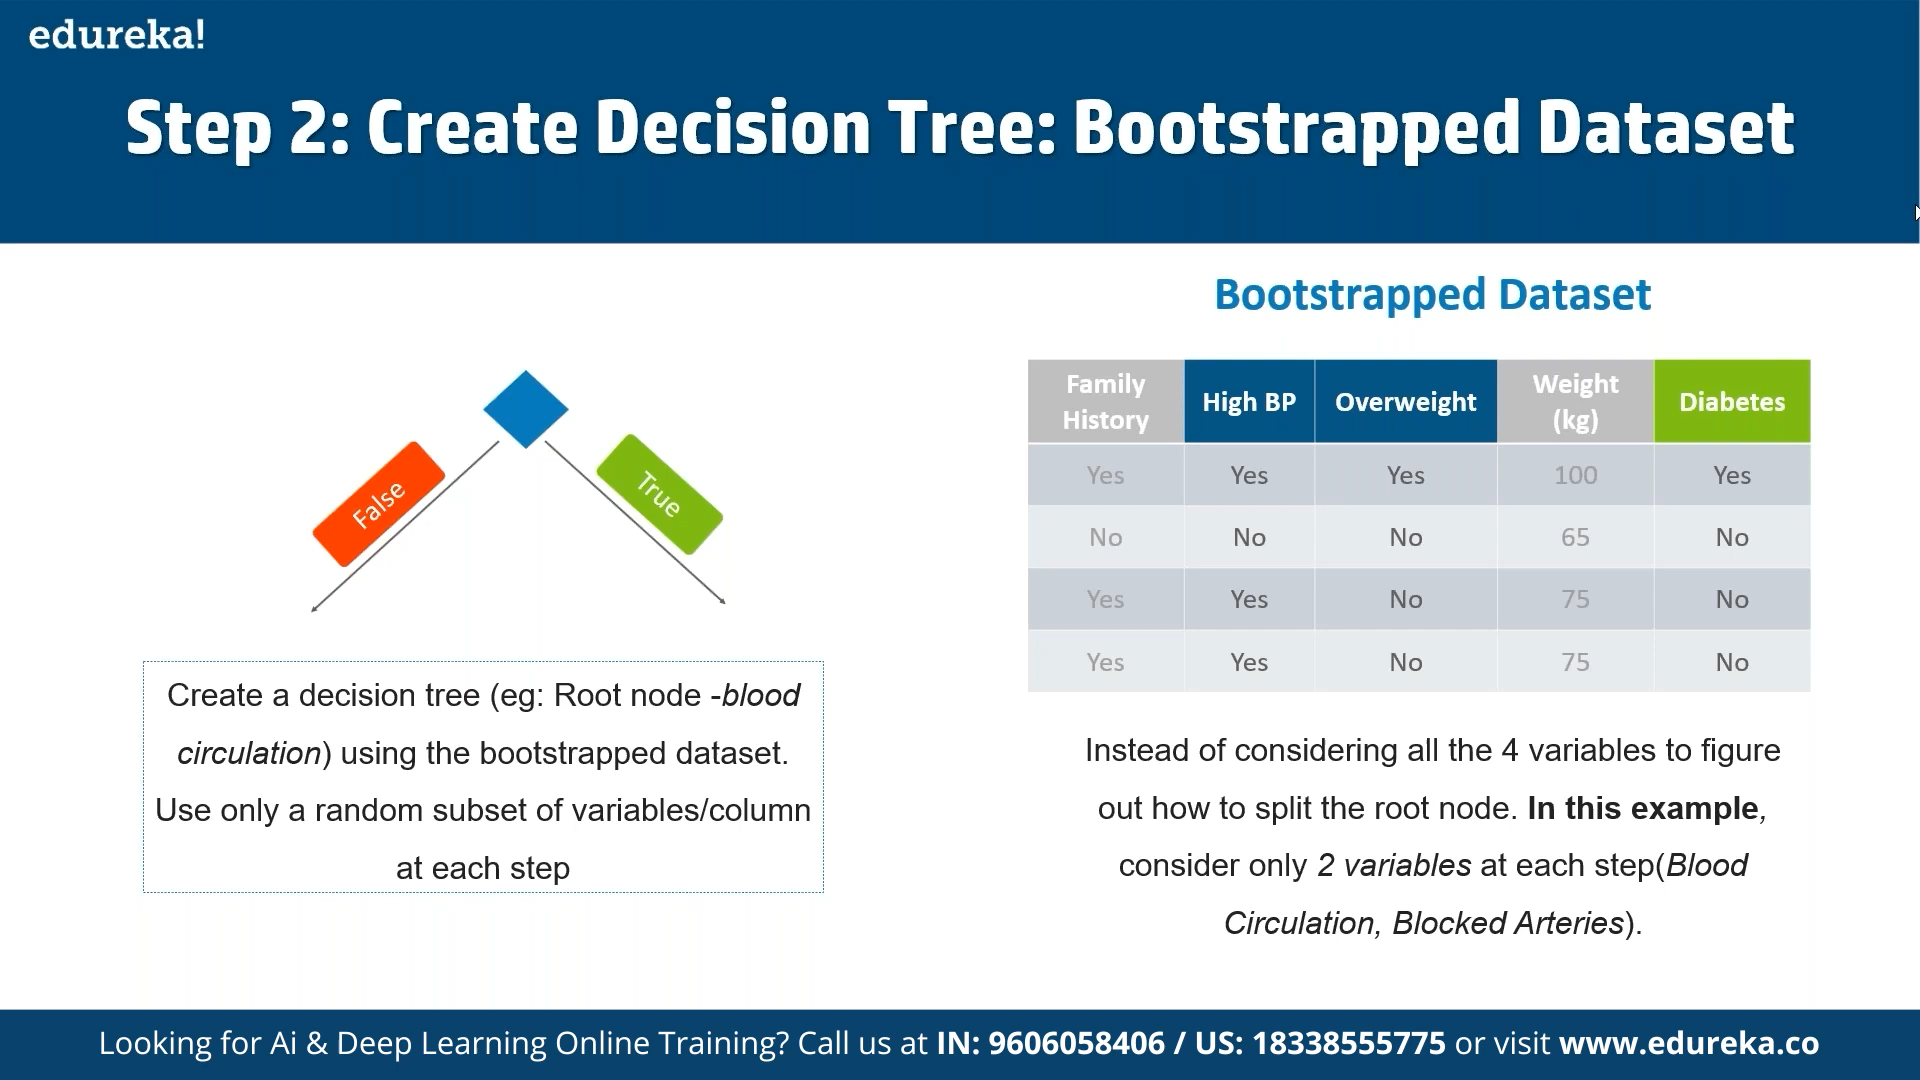 edureka!
Step 2: Create Decision Tree: Bootstrapped Dataset
False
True
Create a decision tree (eg: Root node -blood
circulation) using the bootstrapped dataset.
Use only a random subset of variables/column
at each step
Bootstrapped Dataset
Family History High BP Overweight Weight (kg) Diabetes
Yes Yes Yes 100 Yes
No No No 65 No
Yes Yes No 75 No
Yes Yes No 75 No
Instead of considering all the 4 variables to figure
out how to split the root node. In this example,
consider only 2 variables at each step(Blood
Circulation, Blocked Arteries).
Looking for Ai & Deep Learning Online Training? Call us at IN: 9606058406 / US: 18338555775 or visit www.edureka.co